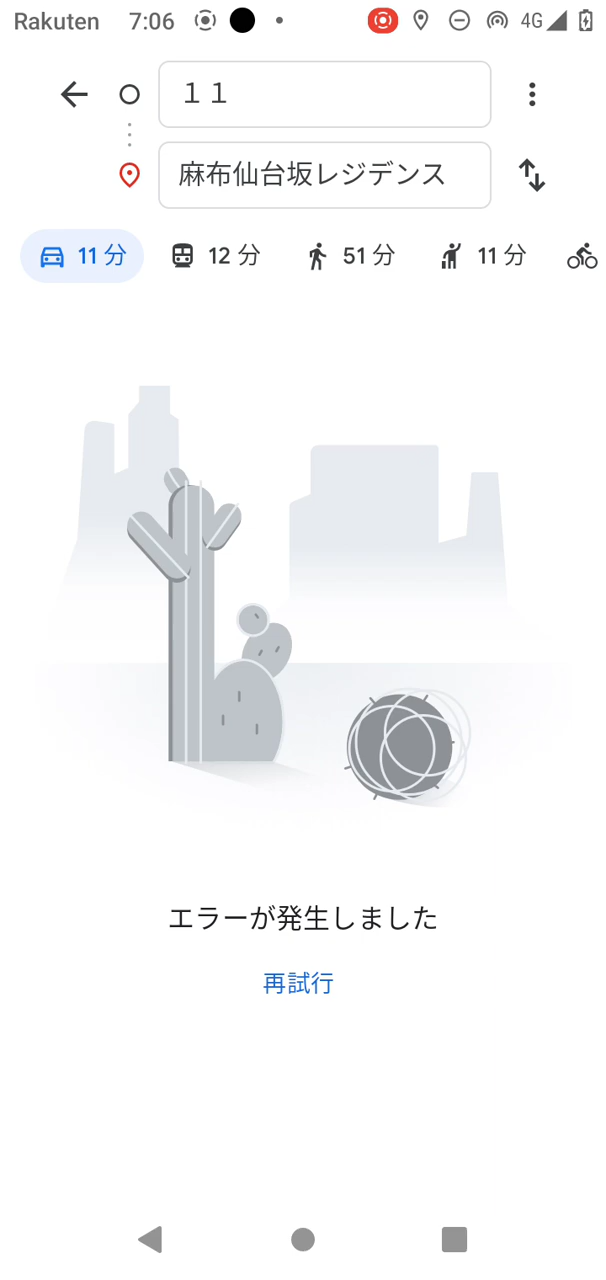 Rakuten 7:06 4G
１１
麻布仙台坂レジデンス
11 分 12 分 51 分 11 分
エラーが発生しました
再試行